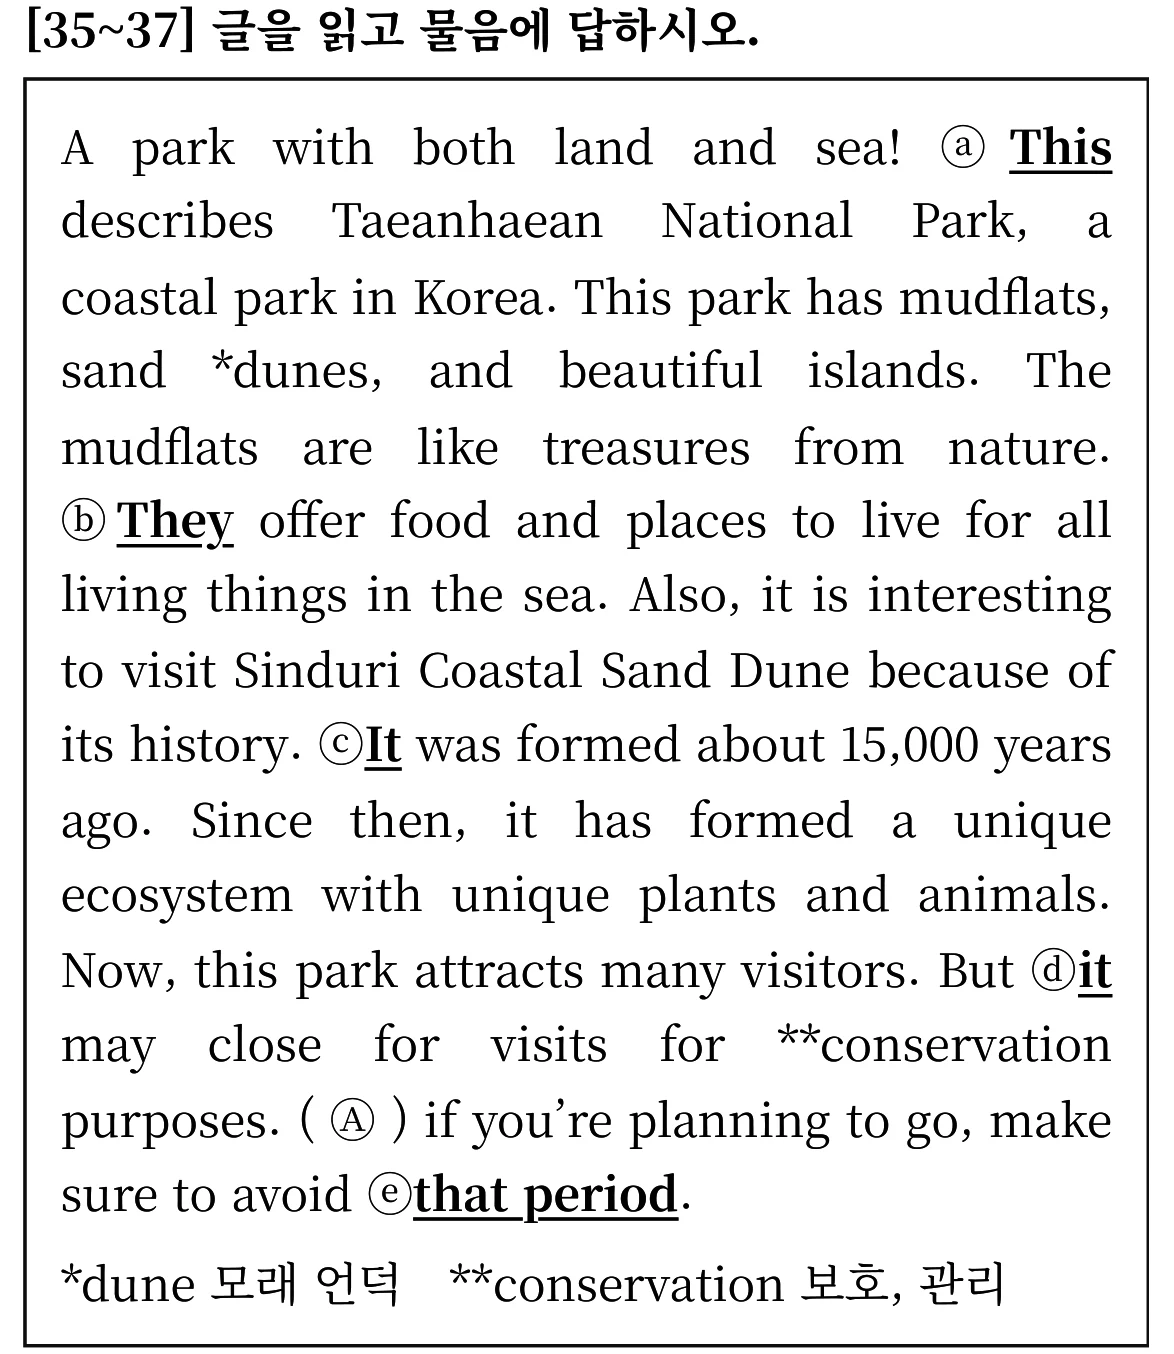 [35~37] 글을 읽고 물음에 답하시오.
A park with both land and sea! ⓐ This
describes Taeanhaean National Park, a
coastal park in Korea. This park has mudflats,
sand *dunes, and beautiful islands. The
mudflats are like treasures from nature.
ⓑ They offer food and places to live for all
living things in the sea. Also, it is interesting
to visit Sinduri Coastal Sand Dune because of
its history. ⓒIt was formed about 15,000 years
ago. Since then, it has formed a unique
ecosystem with unique plants and animals.
Now, this park attracts many visitors. But ⓓit
may close for visits for **conservation
purposes. ( Ⓐ ) if you’re planning to go, make
sure to avoid ⓔthat period.
*dune 모래 언덕 **conservation 보호, 관리